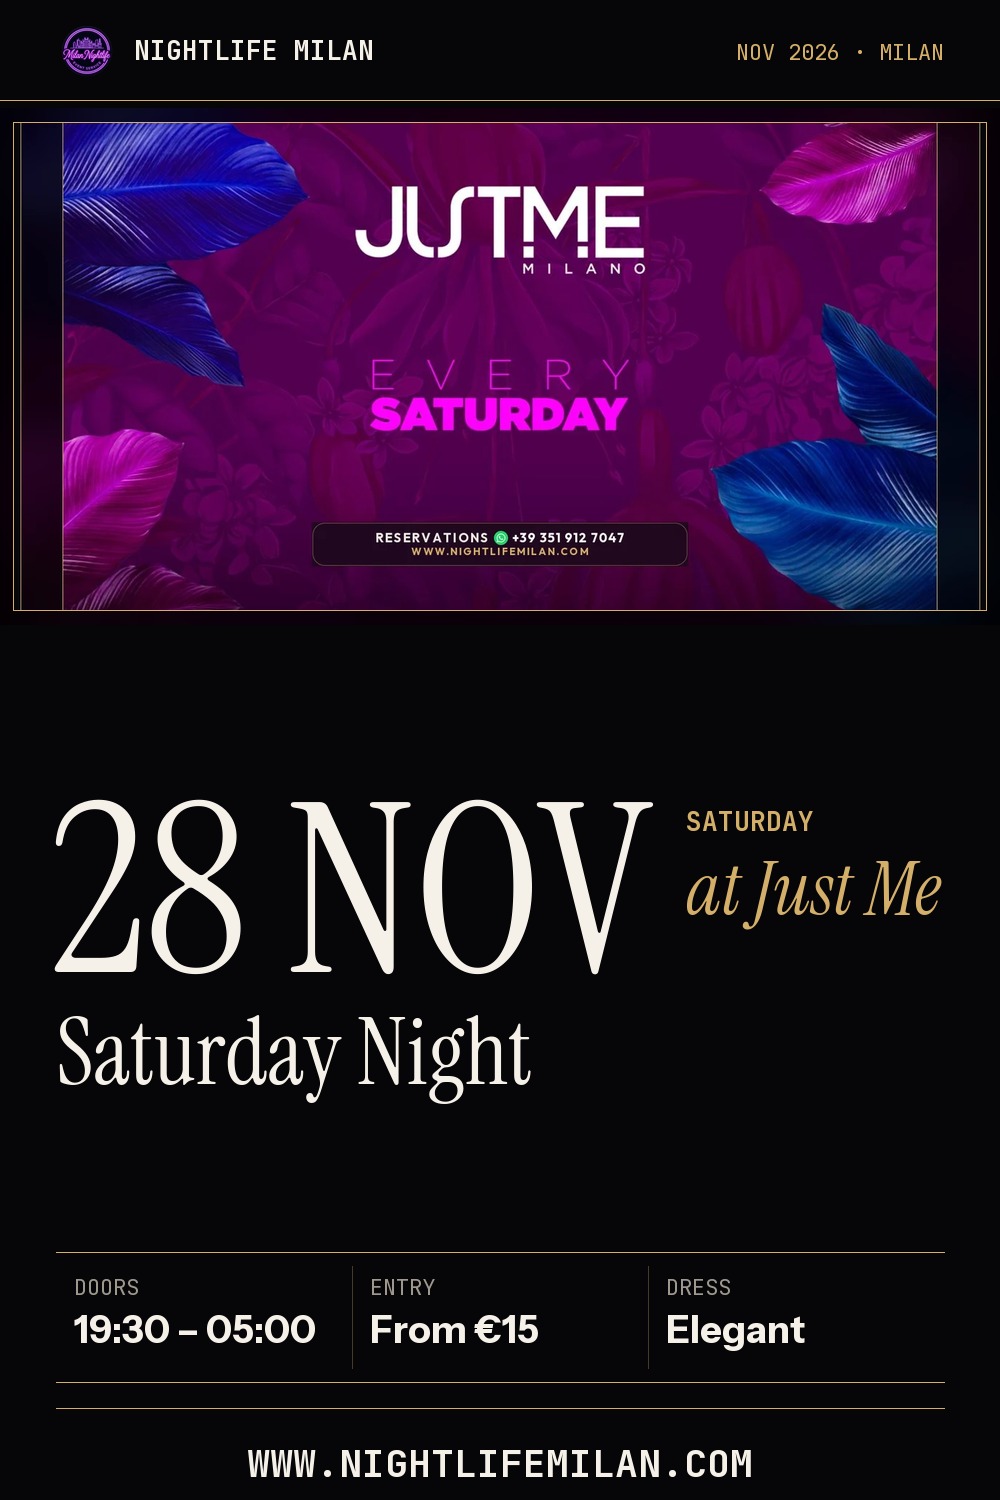 Milan Nightlife
NIGHTLIFE MILAN
NOV 2026 · MILAN
JUSTME
MILANO
EVERY
SATURDAY
RESERVATIONS +39 351 912 7047
WWW.NIGHTLIFEMILAN.COM
28 NOV
SATURDAY
at Just Me
Saturday Night
DOORS
19:30 – 05:00
ENTRY
From €15
DRESS
Elegant
WWW.NIGHTLIFEMILAN.COM